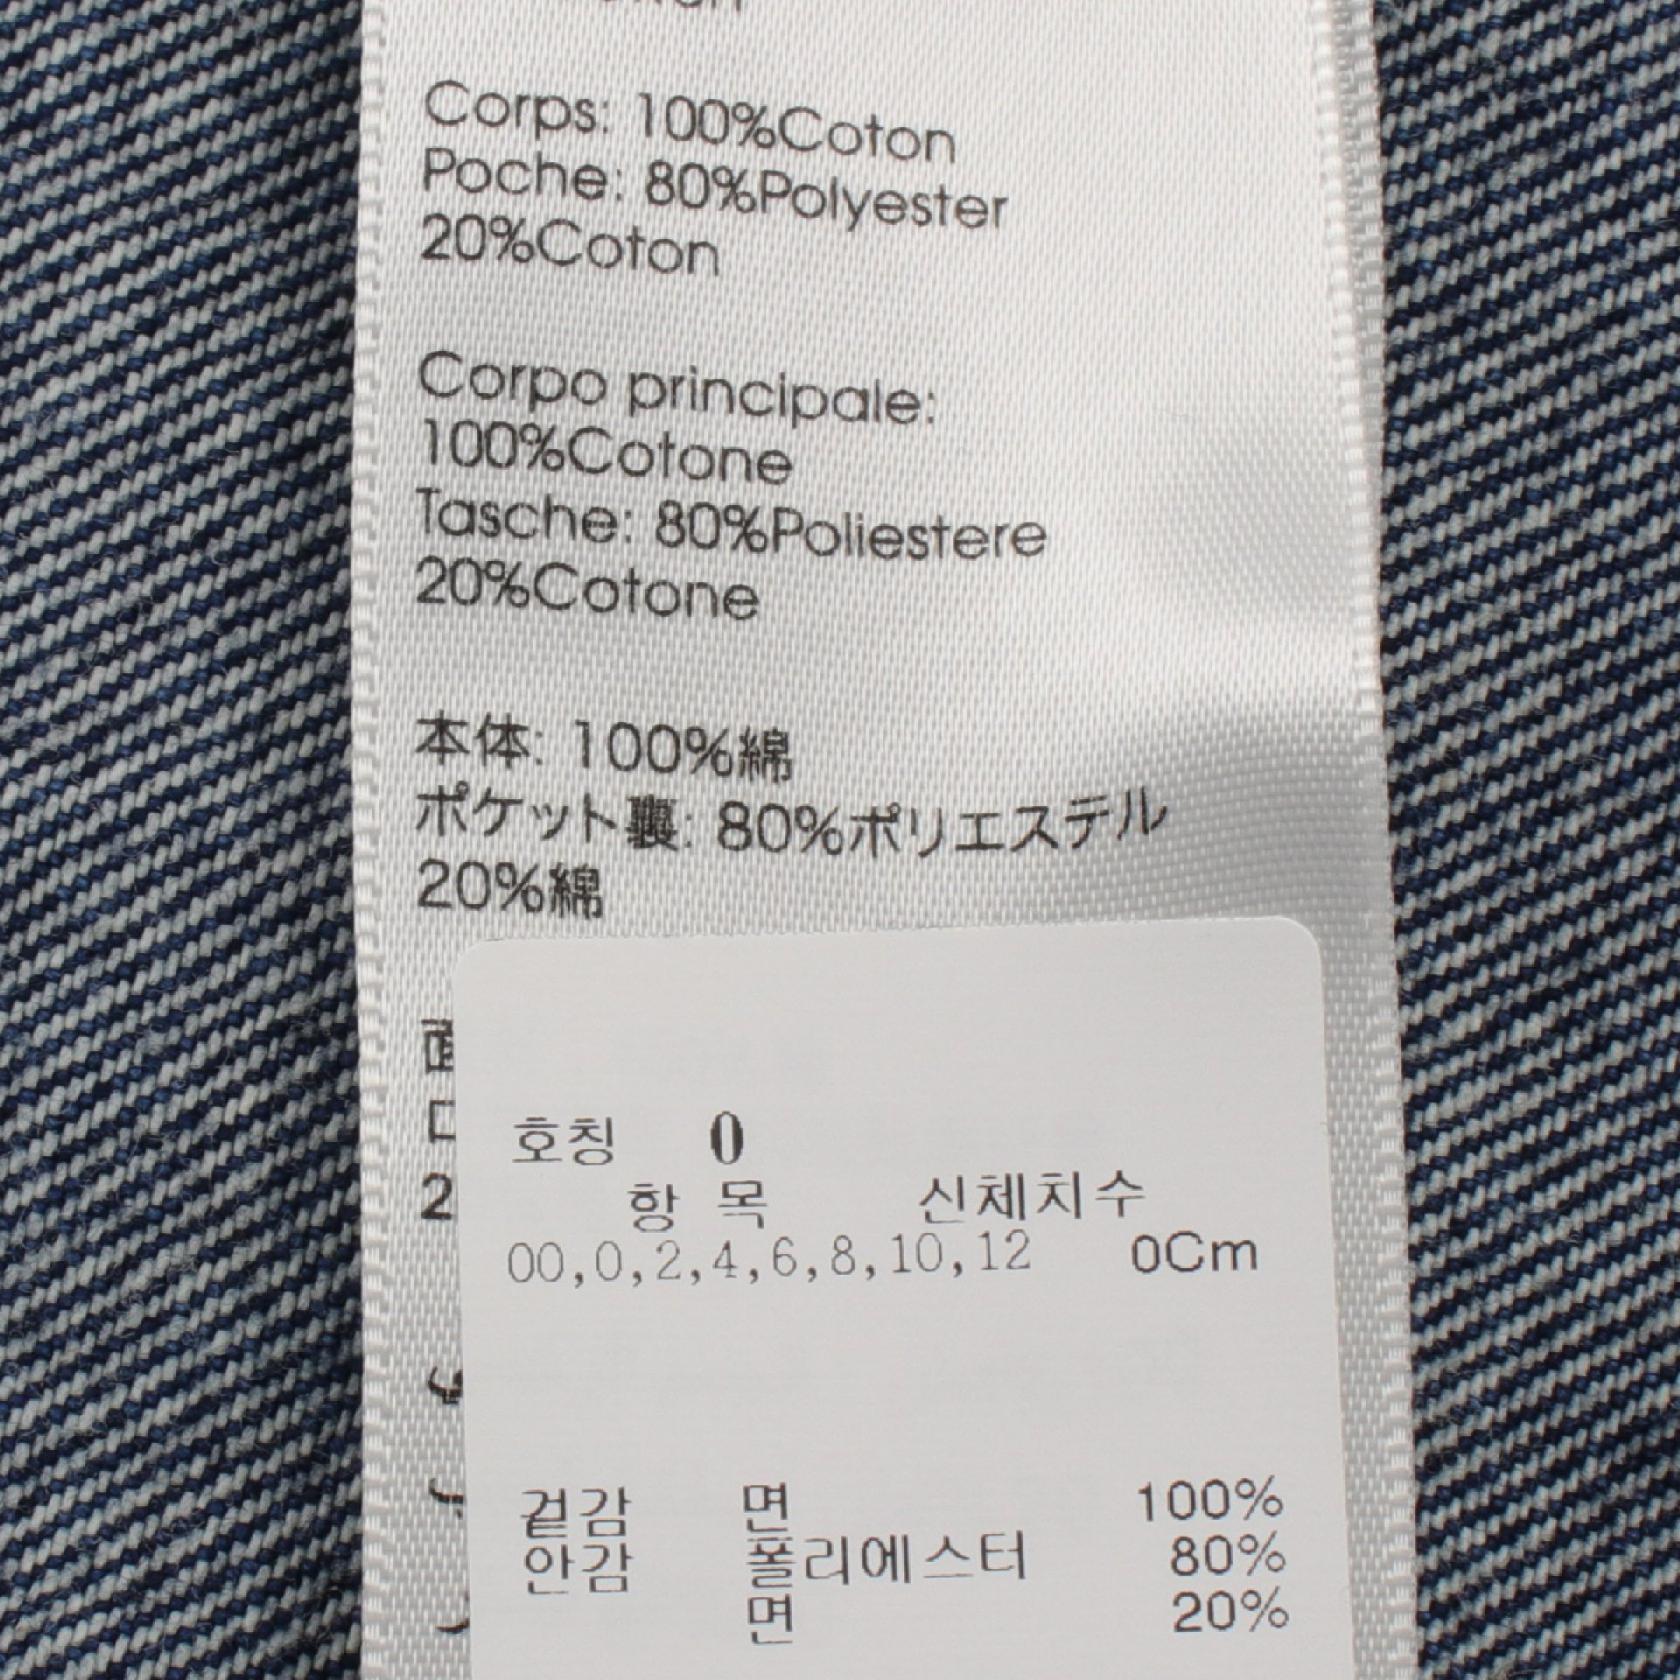 Corps: 100%Coton
Poche: 80%Polyester
20%Coton
Corpo principale:
100%Cotone
Tasche: 80%Poliestere
20%Cotone
本体: 100%綿
ポケット裏: 80%ポリエステル
20%綿
2
호칭 0
항 목 신체치수
00,0,2,4,6,8,10,12 0Cm
겉감 면 100%
안감 폴리에스터 80%
면 20%